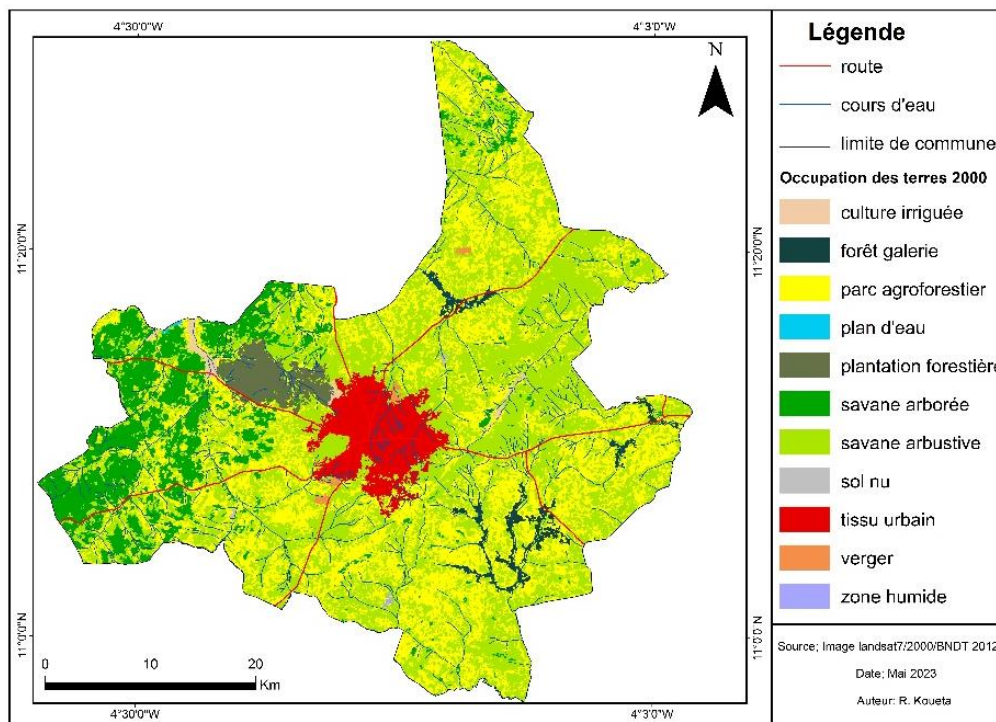 4°30'0"W
4°3'0"W
N
11°20'0"N
11°20'0"N
11°0'0"N
11°0'0"N
0 10 20
Km
4°30'0"W
4°3'0"W
Légende
route
cours d'eau
limite de commune
Occupation des terres 2000
culture irriguée
forêt galerie
parc agroforestier
plan d'eau
plantation forestière
savane arborée
savane arbustive
sol nu
tissu urbain
verger
zone humide
Source; Image landsat7/2000/BNDT 2012
Date; Mai 2023
Auteur: R. Koueta